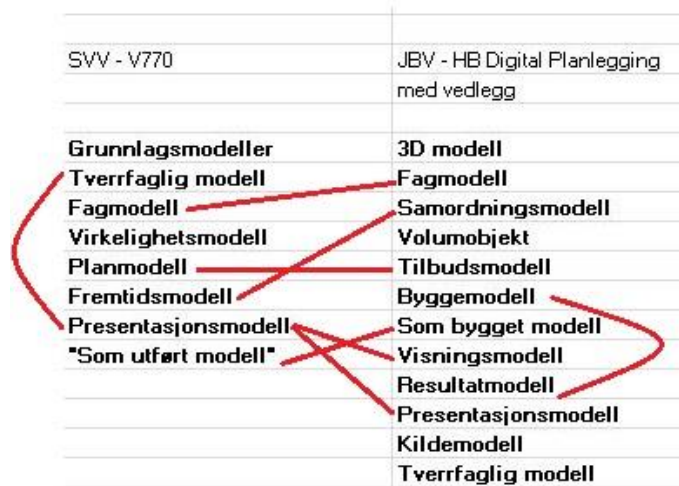 SVV - V770
JBV - HB Digital Planlegging
med vedlegg
Grunnlagsmodeller
3D modell
Tverrfaglig modell
Fagmodell
Fagmodell
Samordningsmodell
Virkelighetsmodell
Volumobjekt
Planmodell
Tilbudsmodell
Fremtidsmodell
Byggemodell
Presentasjonsmodell
Som bygget modell
"Som utført modell"
Visningsmodell
Resultatmodell
Presentasjonsmodell
Kildemodell
Tverrfaglig modell